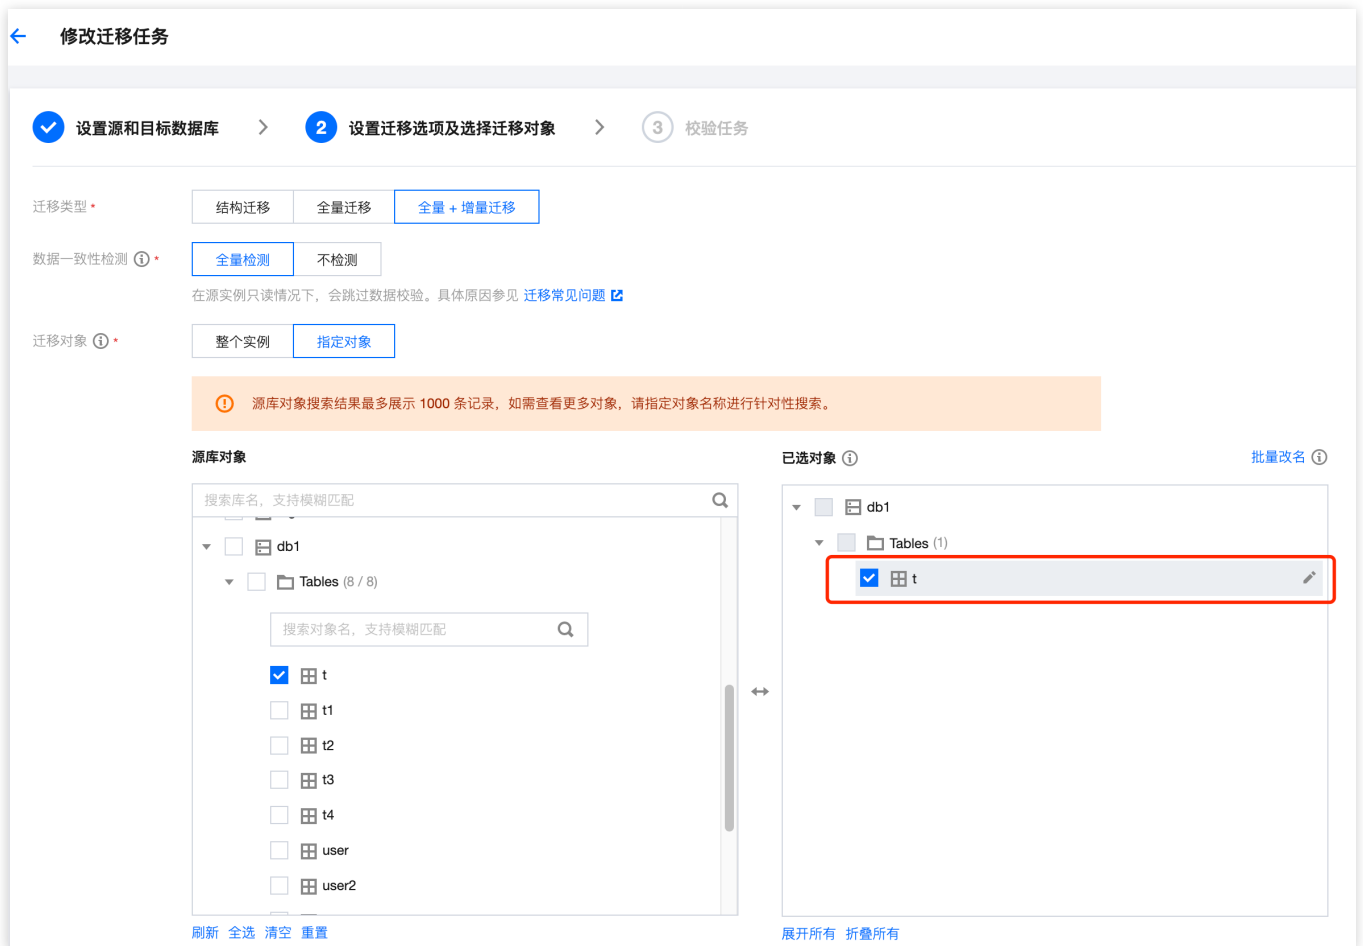 修改迁移任务
设置源和目标数据库
2 设置迁移选项及选择迁移对象
3 校验任务
迁移类型 *
结构迁移 全量迁移 全量 + 增量迁移
数据一致性检测 *
全量检测 不检测
在源实例只读情况下，会跳过数据校验。具体原因参见 迁移常见问题
迁移对象 *
整个实例 指定对象
源库对象搜索结果最多展示 1000 条记录，如需查看更多对象，请指定对象名称进行针对性搜索。
源库对象
搜索库名，支持模糊匹配
db1
Tables (8 / 8)
搜索对象名，支持模糊匹配
t
t1
t2
t3
t4
user
user2
刷新 全选 清空 重置
已选对象
批量改名
db1
Tables (1)
t
展开所有 折叠所有